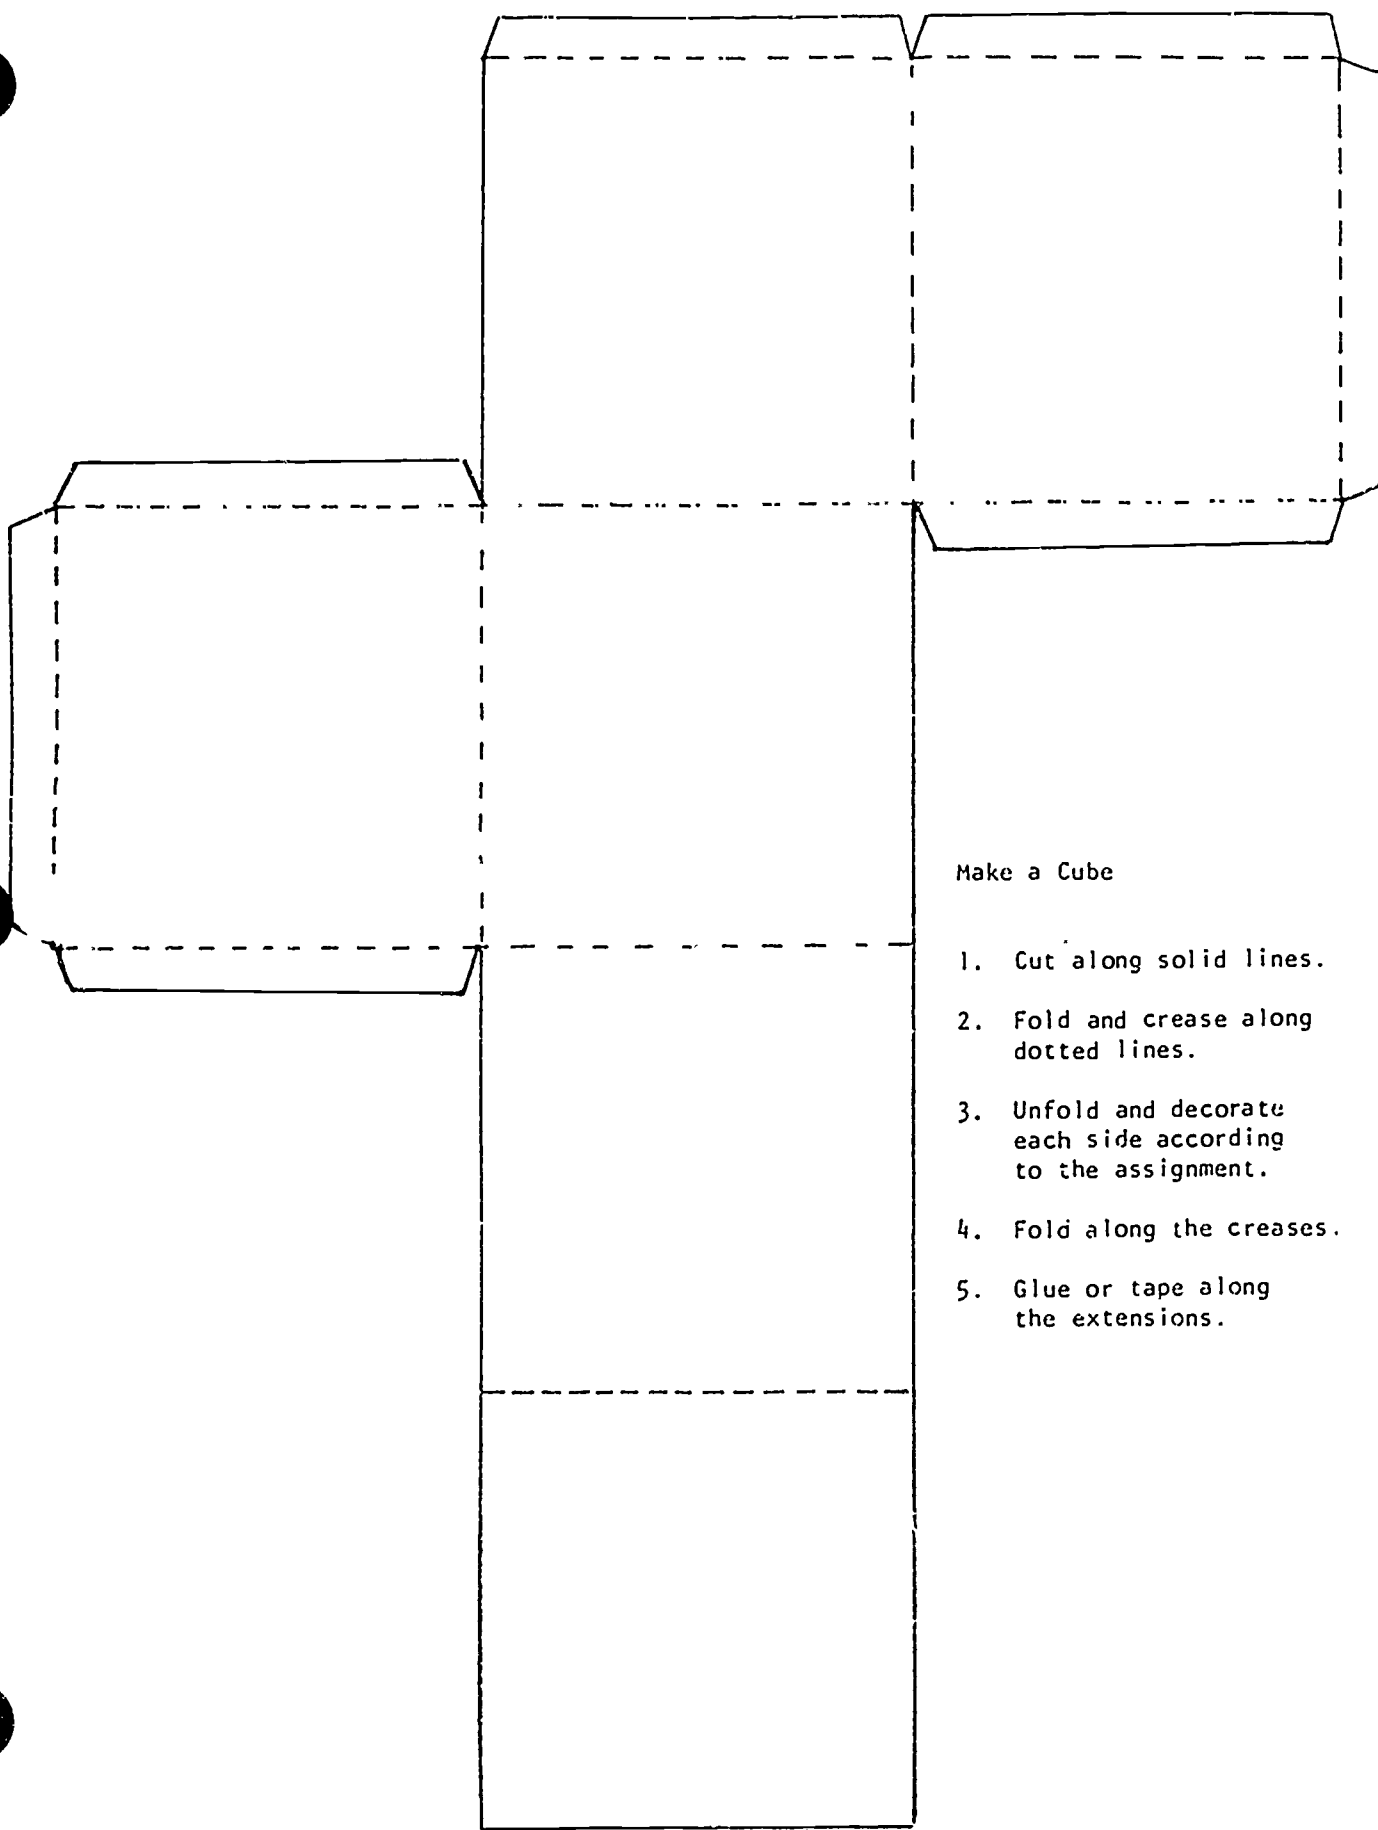 Make a Cube
1. Cut along solid lines.
2. Fold and crease along
dotted lines.
3. Unfold and decorate
each side according
to the assignment.
4. Fold along the creases.
5. Glue or tape along
the extensions.